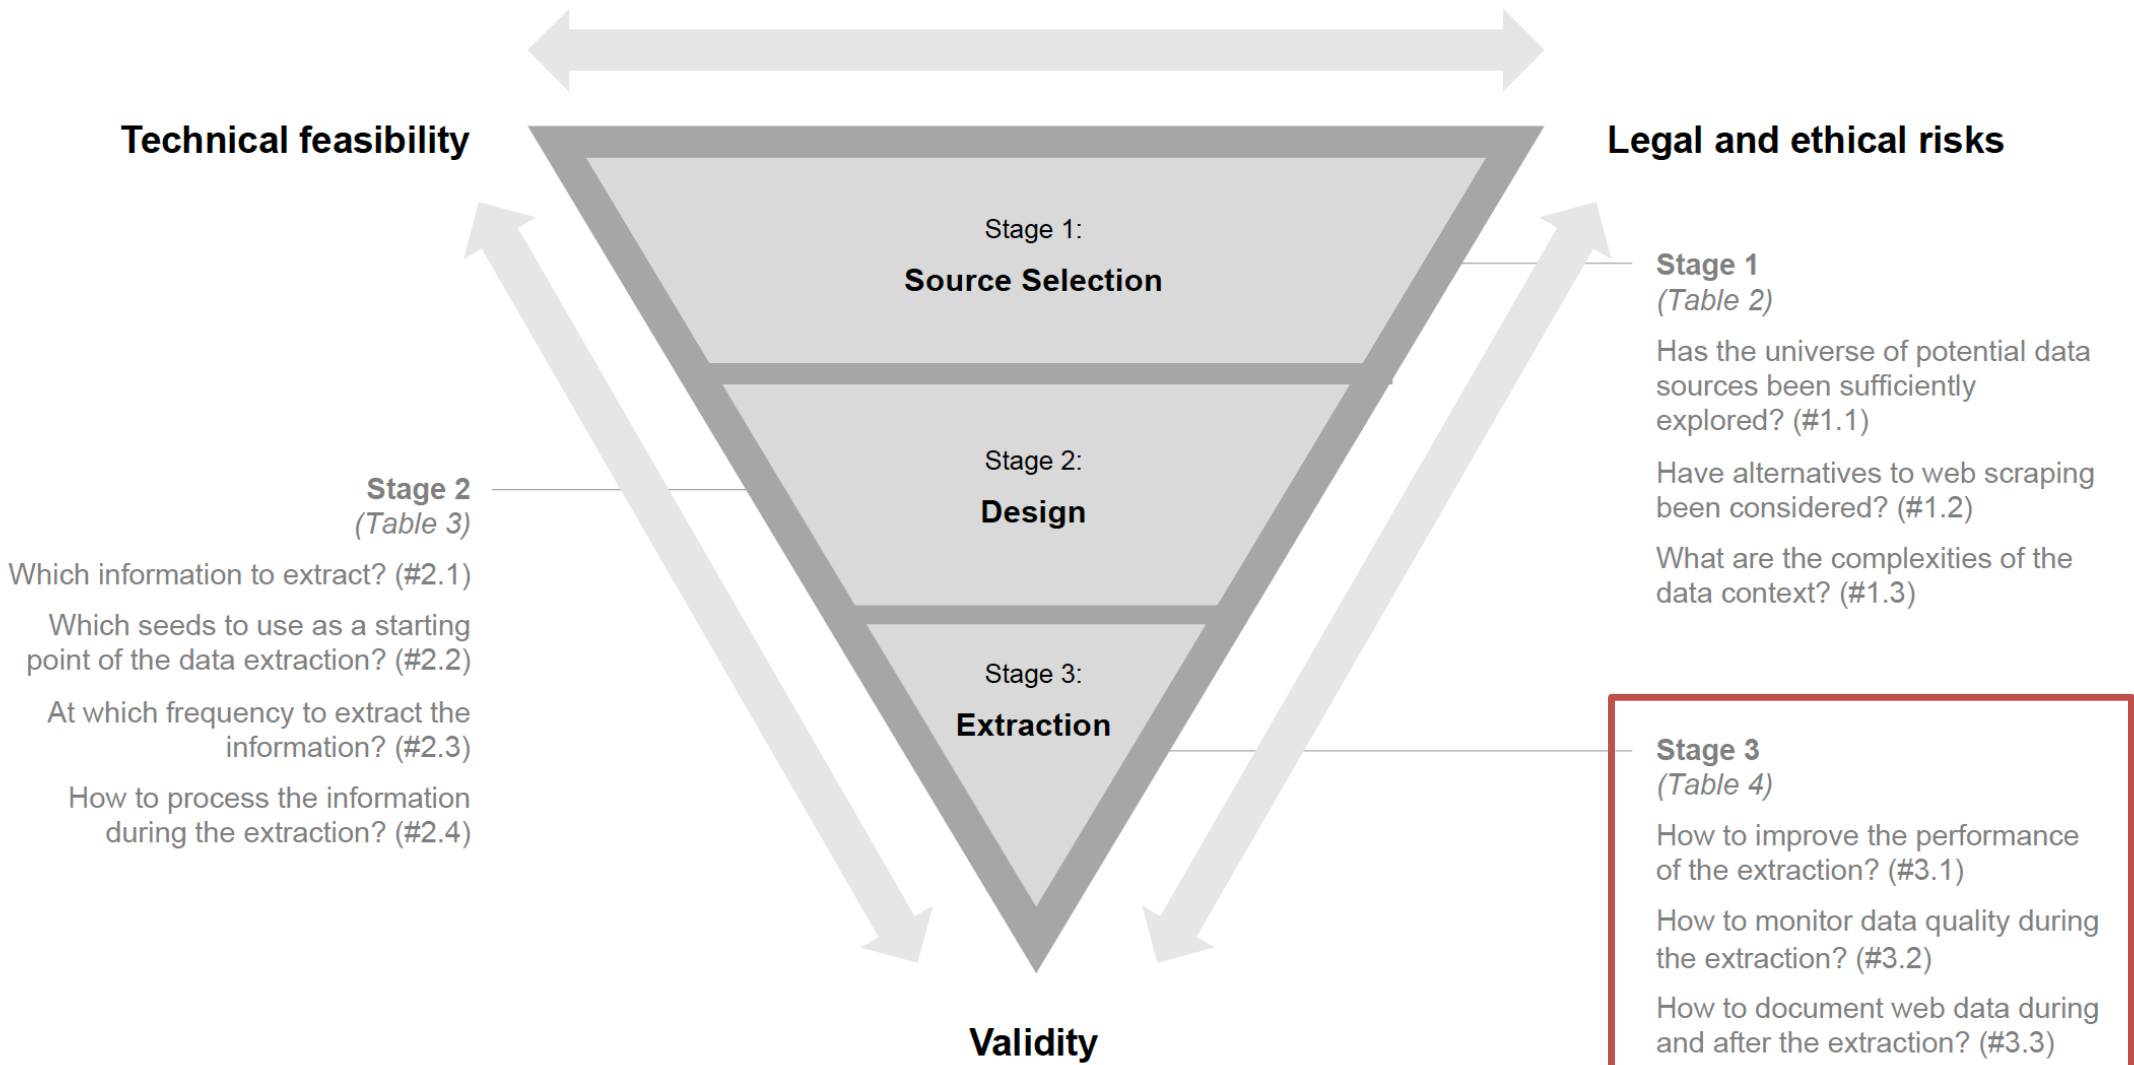 Technical feasibility
Legal and ethical risks
Stage 1:
Source Selection
Stage 2:
Design
Stage 3:
Extraction
Validity
Stage 1
(Table 2)
Has the universe of potential data
sources been sufficiently
explored? (#1.1)
Have alternatives to web scraping
been considered? (#1.2)
What are the complexities of the
data context? (#1.3)
Stage 2
(Table 3)
Which information to extract? (#2.1)
Which seeds to use as a starting
point of the data extraction? (#2.2)
At which frequency to extract the
information? (#2.3)
How to process the information
during the extraction? (#2.4)
Stage 3
(Table 4)
How to improve the performance
of the extraction? (#3.1)
How to monitor data quality during
the extraction? (#3.2)
How to document web data during
and after the extraction? (#3.3)